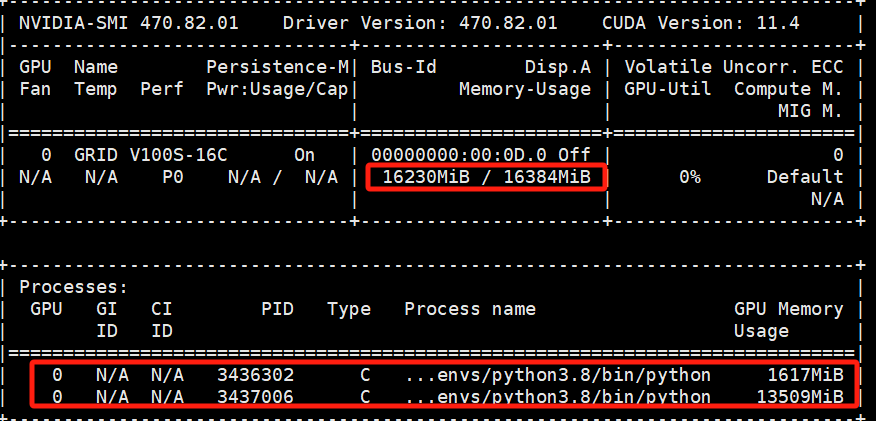 NVIDIA-SMI 470.82.01 Driver Version: 470.82.01 CUDA Version: 11.4
GPU Name Persistence-M| Bus-Id Disp.A | Volatile Uncorr. ECC
Fan Temp Perf Pwr:Usage/Cap| Memory-Usage | GPU-Util Compute M.
MIG M.
0 GRID V100S-16C On | 00000000:00:0D.0 Off | 0
N/A N/A P0 N/A / N/A | 16230MiB / 16384MiB | 0% Default
N/A
Processes:
GPU GI CI PID Type Process name GPU Memory
ID ID Usage
0 N/A N/A 3436302 C ...envs/python3.8/bin/python 1617MiB
0 N/A N/A 3437006 C ...envs/python3.8/bin/python 13509MiB